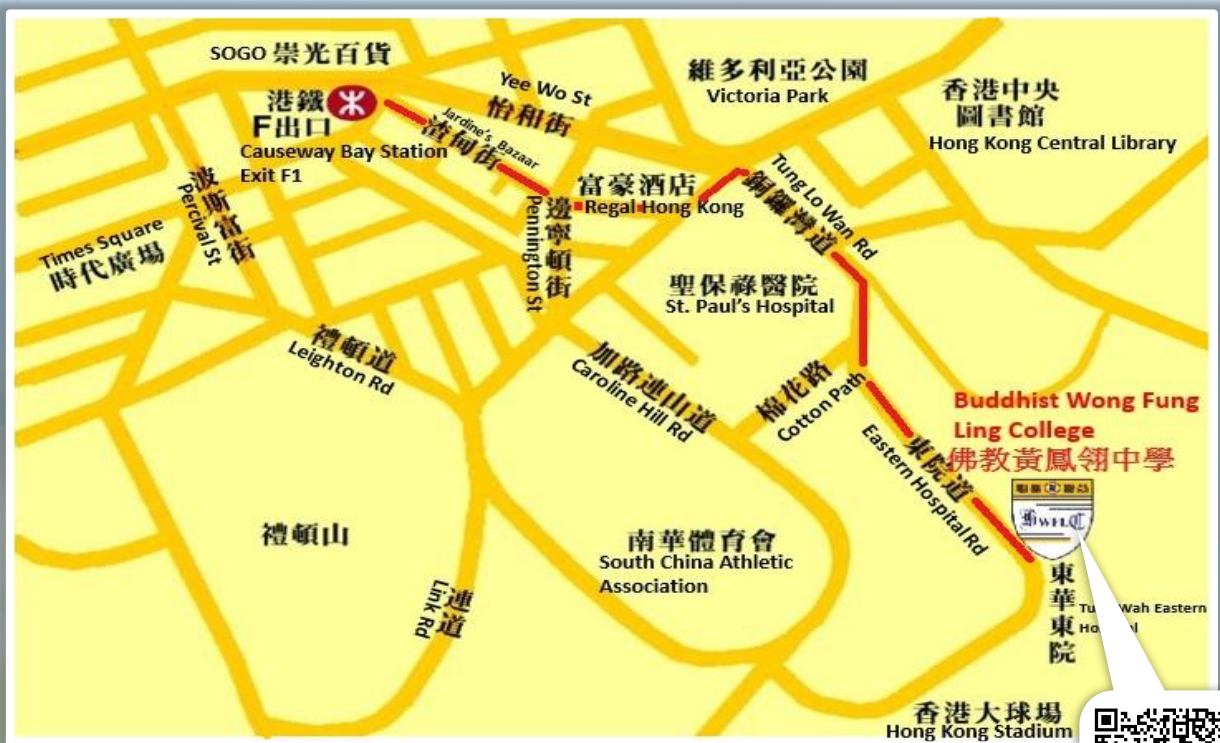 SOGO 崇光百貨
港鐵
F出口
Causeway Bay Station
Exit F1
渣甸街
Jardine's Bazaar
Yee Wo St
怡和街
維多利亞公園
Victoria Park
香港中央
圖書館
Hong Kong Central Library
波斯富街
Percival St
Times Square
時代廣場
邊寧頓街
Pennington St
富豪酒店
Regal Hong Kong
Tung Lo Wan Rd
銅鑼灣道
聖保祿醫院
St. Paul's Hospital
禮頓道
Leighton Rd
加路連山道
Caroline Hill Rd
棉花路
Cotton Path
東院道
Eastern Hospital Rd
Buddhist Wong Fung
Ling College
佛教黃鳳翎中學
禮頓山
南華體育會
South China Athletic
Association
連道
Link Rd
東華東院
Wah Eastern
香港大球場
Hong Kong Stadium